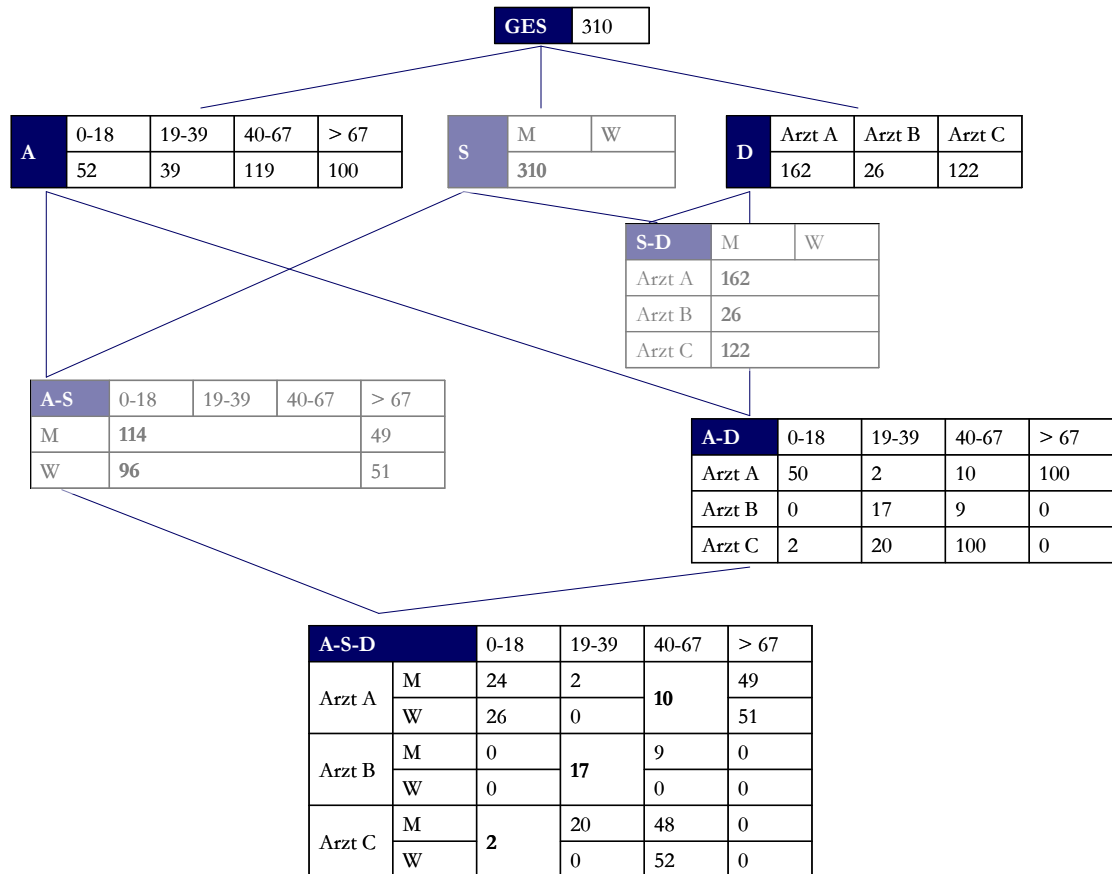 GES 310
A 0-18 19-39 40-67 > 67
52 39 119 100
S M W
310
D Arzt A Arzt B Arzt C
162 26 122
S-D M W
Arzt A 162
Arzt B 26
Arzt C 122
A-S 0-18 19-39 40-67 > 67
M 114 49
W 96 51
A-D 0-18 19-39 40-67 > 67
Arzt A 50 2 10 100
Arzt B 0 17 9 0
Arzt C 2 20 100 0
A-S-D 0-18 19-39 40-67 > 67
Arzt A M 24 2 10 49
W 26 0 51
Arzt B M 0 17 9 0
W 0 0 0
Arzt C M 2 20 48 0
W 0 52 0